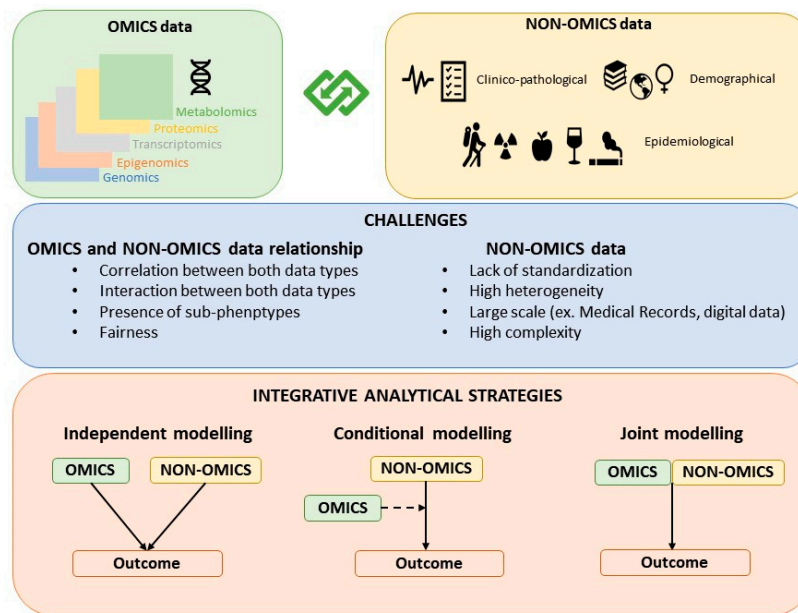 OMICS data
Metabolomics
Proteomics
Transcriptomics
Epigenomics
Genomics
NON-OMICS data
Clinico-pathological
Demographical
Epidemiological
CHALLENGES
OMICS and NON-OMICS data relationship
• Correlation between both data types
• Interaction between both data types
• Presence of sub-phenptypes
• Fairness
NON-OMICS data
• Lack of standardization
• High heterogeneity
• Large scale (ex. Medical Records, digital data)
• High complexity
INTEGRATIVE ANALYTICAL STRATEGIES
Independent modelling
OMICS
NON-OMICS
Outcome
Conditional modelling
NON-OMICS
OMICS
Outcome
Joint modelling
OMICS
NON-OMICS
Outcome